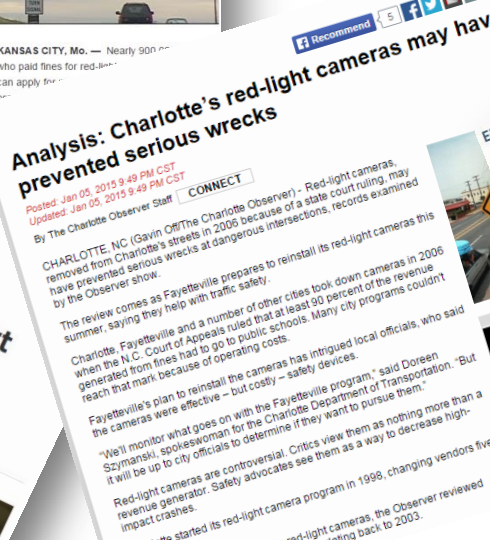 TURN
SIGNAL
KANSAS CITY, Mo. — Nearly 900
who paid fines for red-light
can apply for
Recommend
5
Analysis: Charlotte's red-light cameras may hav
prevented serious wrecks
Posted: Jan 05, 2015 9:49 PM CST
Updated: Jan 05, 2015 9:49 PM CST
By The Charlotte Observer Staff CONNECT
CHARLOTTE, NC (Gavin Off/The Charlotte Observer) - Red-light cameras,
removed from Charlotte's streets in 2006 because of a state court ruling, may
have prevented serious wrecks at dangerous intersections, records examined
by the Observer show.
The review comes as Fayetteville prepares to reinstall its red-light cameras this
summer, saying they help with traffic safety.
Charlotte, Fayetteville and a number of other cities took down cameras in 2006
when the N.C. Court of Appeals ruled that at least 90 percent of the revenue
generated from fines had to go to public schools. Many city programs couldn't
reach that mark because of operating costs.
Fayetteville's plan to reinstall the cameras has intrigued local officials, who said
the cameras were effective – but costly – safety devices.
"We'll monitor what goes on with the Fayetteville program," said Doreen
Szymanski, spokeswoman for the Charlotte Department of Transportation. "But
it will be up to city officials to determine if they want to pursue them."
Red-light cameras are controversial. Critics view them as nothing more than a
revenue generator. Safety advocates see them as a way to decrease high-
impact crashes.
tte started its red-light camera program in 1998, changing vendors five
red-light cameras, the Observer reviewed
dating back to 2003.